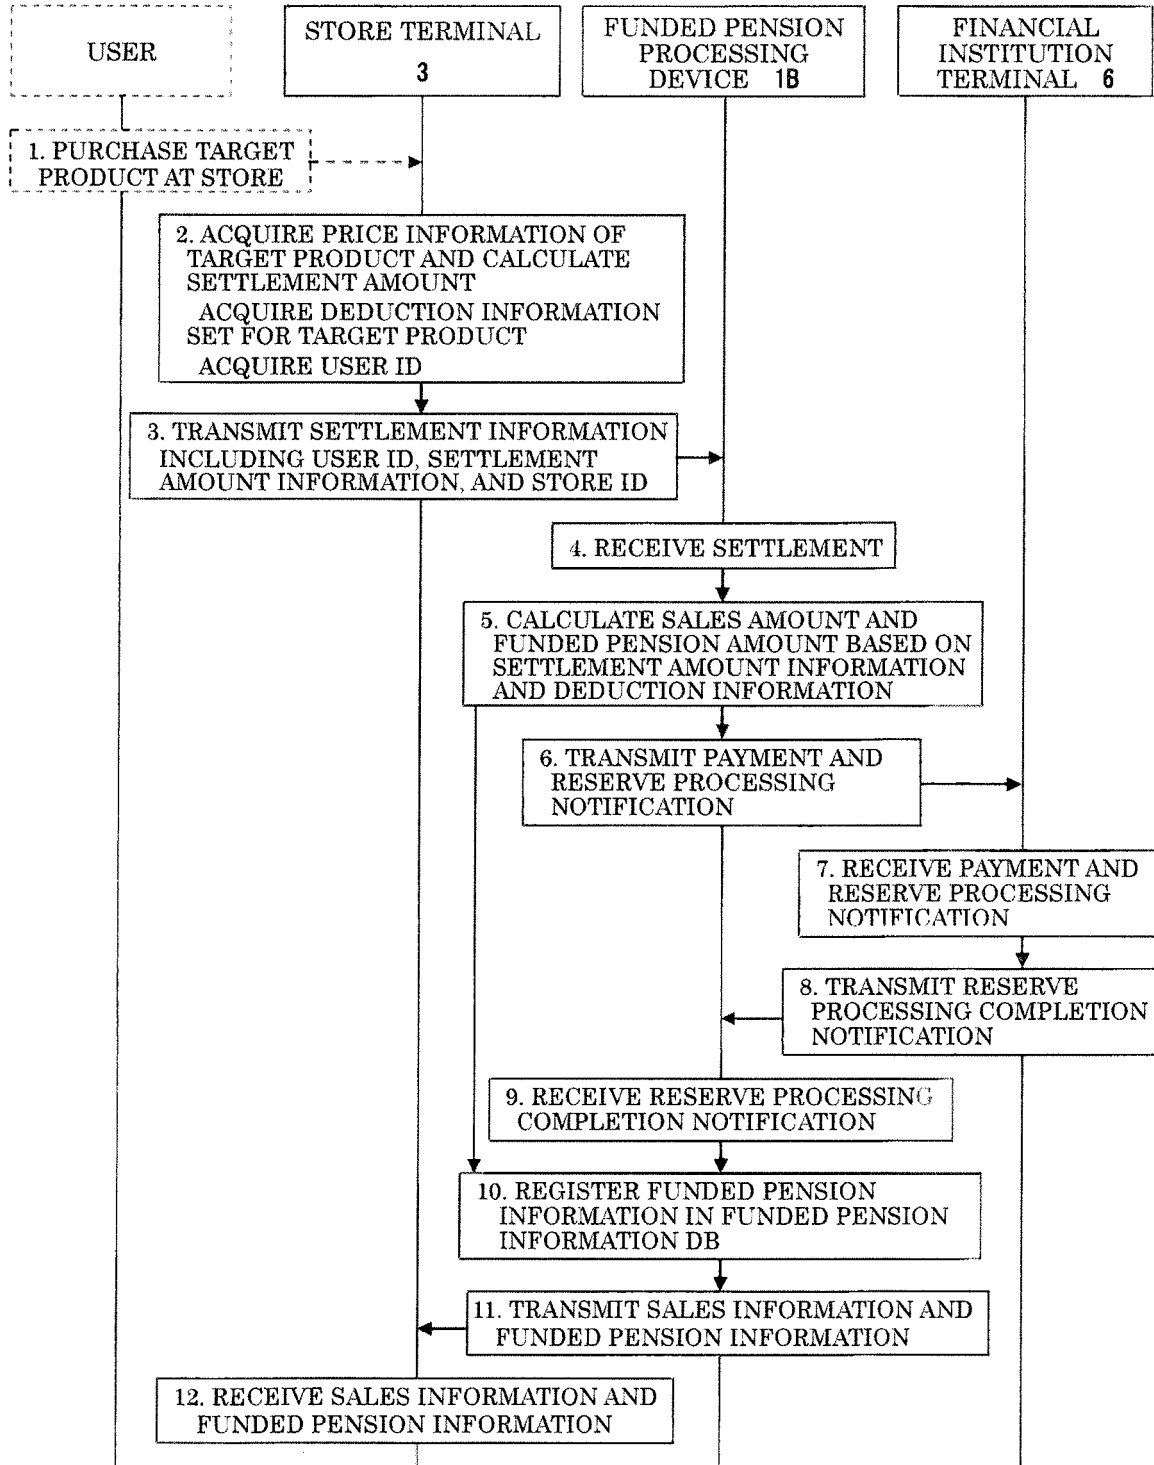 USER
STORE TERMINAL
3
FUNDED PENSION
PROCESSING
DEVICE 1B
FINANCIAL
INSTITUTION
TERMINAL 6
1. PURCHASE TARGET
PRODUCT AT STORE
2. ACQUIRE PRICE INFORMATION OF
TARGET PRODUCT AND CALCULATE
SETTLEMENT AMOUNT
ACQUIRE DEDUCTION INFORMATION
SET FOR TARGET PRODUCT
ACQUIRE USER ID
3. TRANSMIT SETTLEMENT INFORMATION
INCLUDING USER ID, SETTLEMENT
AMOUNT INFORMATION, AND STORE ID
4. RECEIVE SETTLEMENT
5. CALCULATE SALES AMOUNT AND
FUNDED PENSION AMOUNT BASED ON
SETTLEMENT AMOUNT INFORMATION
AND DEDUCTION INFORMATION
6. TRANSMIT PAYMENT AND
RESERVE PROCESSING
NOTIFICATION
7. RECEIVE PAYMENT AND
RESERVE PROCESSING
NOTIFICATION
8. TRANSMIT RESERVE
PROCESSING COMPLETION
NOTIFICATION
9. RECEIVE RESERVE PROCESSING
COMPLETION NOTIFICATION
10. REGISTER FUNDED PENSION
INFORMATION IN FUNDED PENSION
INFORMATION DB
11. TRANSMIT SALES INFORMATION AND
FUNDED PENSION INFORMATION
12. RECEIVE SALES INFORMATION AND
FUNDED PENSION INFORMATION